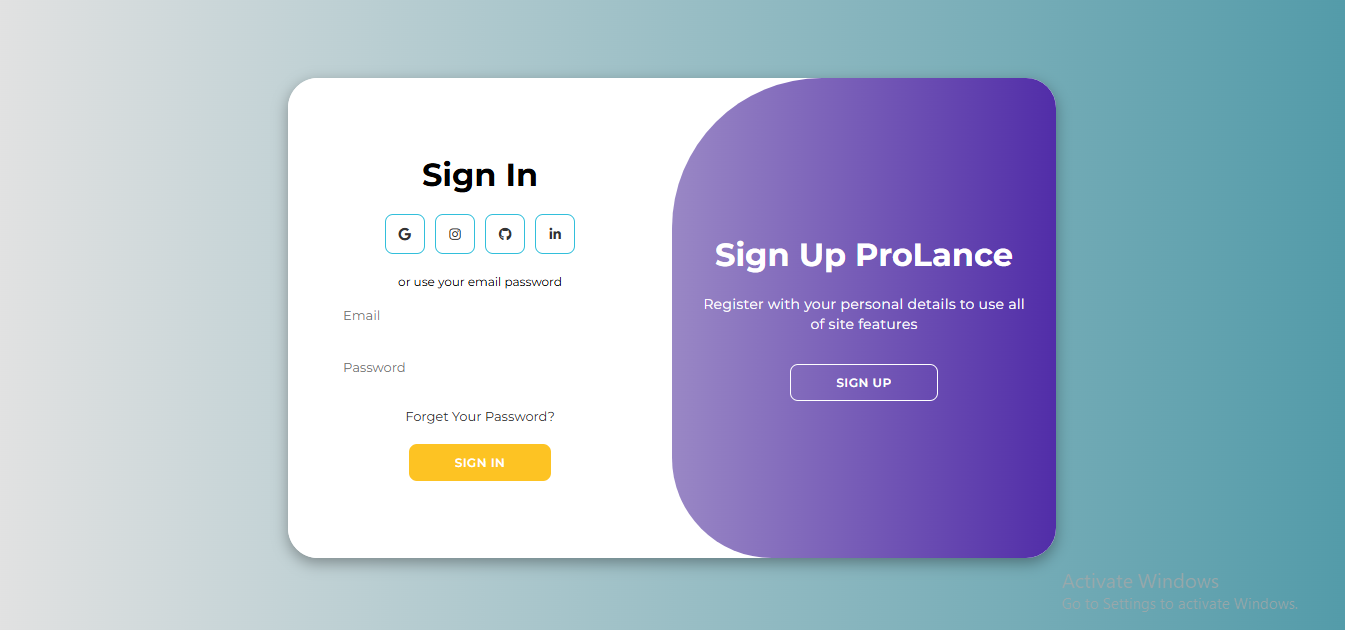 Sign In
or use your email password
Email
Password
Forget Your Password?
SIGN IN
Sign Up ProLance
Register with your personal details to use all
of site features
SIGN UP
Activate Windows
Go to Settings to activate Windows.